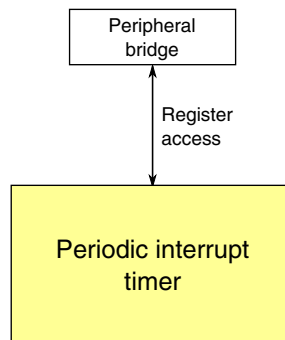 Peripheral
bridge
Register
access
Periodic interrupt
timer